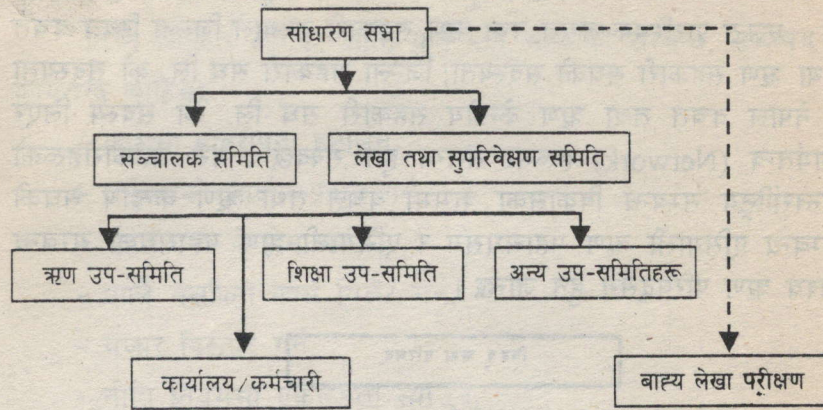 साधारण सभा
सञ्चालक समिति
लेखा तथा सुपरिवेक्षण समिति
ऋण उप-समिति
शिक्षा उप-समिति
अन्य उप-समितिहरू
कार्यालय/कर्मचारी
बाह्य लेखा परीक्षण